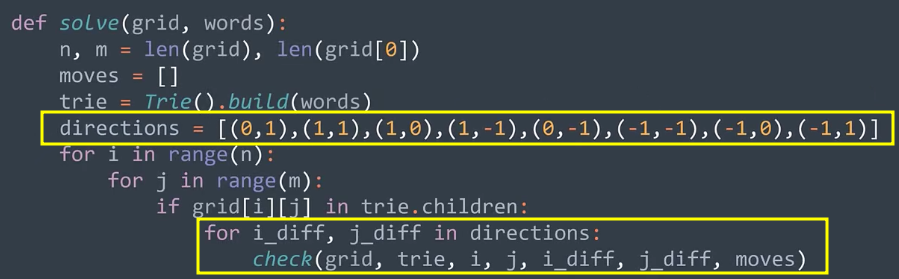 def solve(grid, words):
    n, m = len(grid), len(grid[0])
    moves = []
    trie = Trie().build(words)
    directions = [(0,1),(1,1),(1,0),(1,-1),(0,-1),(-1,-1),(-1,0),(-1,1)]
    for i in range(n):
        for j in range(m):
            if grid[i][j] in trie.children:
                for i_diff, j_diff in directions:
                    check(grid, trie, i, j, i_diff, j_diff, moves)